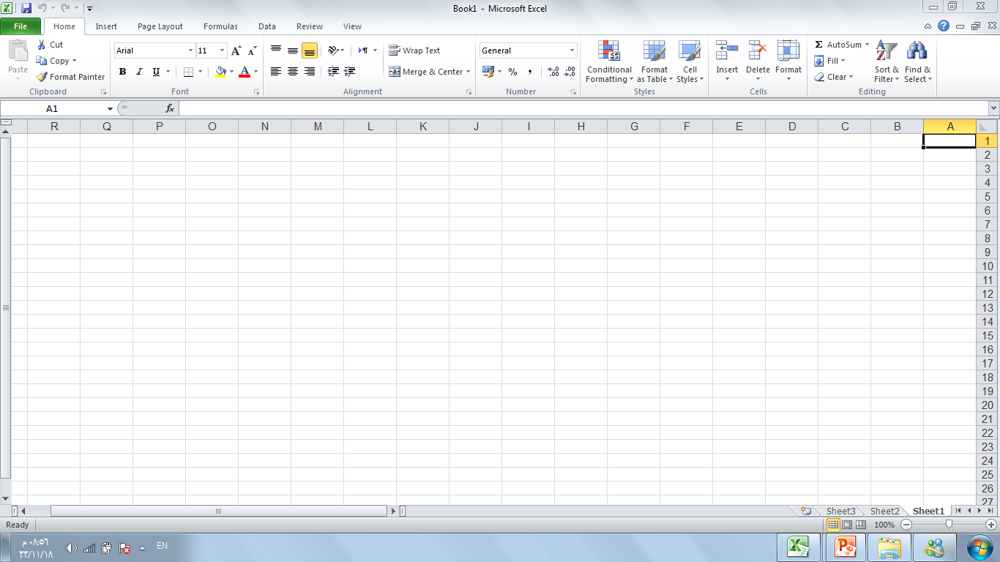 Book1 - Microsoft Excel
File Home Insert Page Layout Formulas Data Review View
Paste
Cut
Copy
Format Painter
Clipboard
Arial 11
B I U A
Font
Wrap Text
Merge & Center
Alignment
General
% ,
Number
Conditional Formatting
Format as Table
Cell Styles
Styles
Insert
Delete
Format
Cells
Σ AutoSum
Fill
Clear
Sort & Filter
Find & Select
Editing
A1 fx
R Q P O N M L K J I H G F E D C B A
1
2
3
4
5
6
7
8
9
10
11
12
13
14
15
16
17
18
19
20
21
22
23
24
25
26
27
Sheet3 Sheet2 Sheet1
Ready 100%
٠٨:٥٦ م
٣٣/١١/١٨
EN